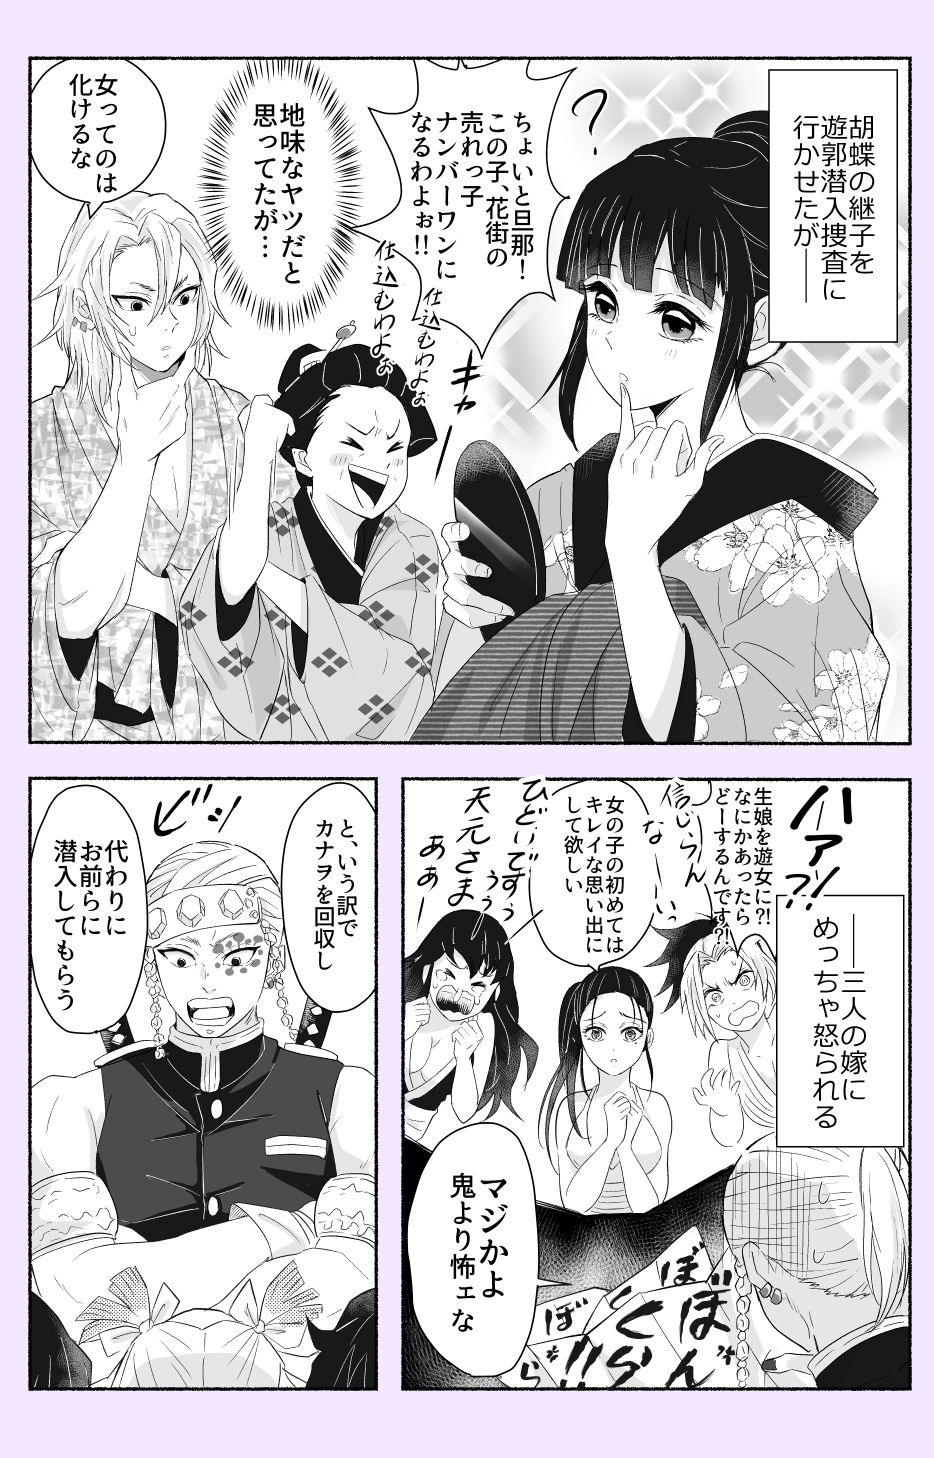 胡蝶の継子を
遊郭潜入捜査に
行かせたが――
?
ちょいと旦那!
この子、花街の
売れっ子
ナンバーワンに
なるわよぉ!!
キャー
仕込むわよぉ
仕込むわよぉ
地味なヤツだと
思ってたが…
女ってのは
化けるな
ハァァ!?
――三人の嫁に
めっちゃ怒られる
生娘を遊女に?!
なにかあったら
どーするんです?!
信じらん
なーい
女の子の初めては
キレイな思い出に
して欲しい
ひどいですぅぅぅ
天元さまぁぁ
マジかよ
鬼より怖ェな
ぼん
くら
!!
ビシッ
と、いう訳で
カナヲを回収し
代わりに
お前らに
潜入してもらう